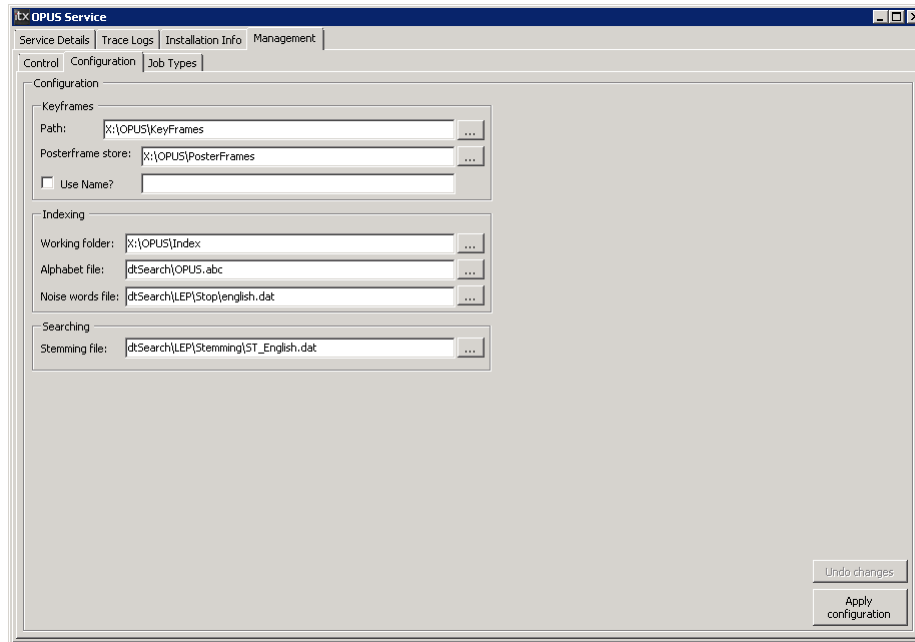 itx OPUS Service
Service Details Trace Logs Installation Info Management
Control Configuration Job Types
Configuration
Keyframes
Path: X:\OPUS\KeyFrames ...
Posterframe store: X:\OPUS\PosterFrames ...
Use Name?
Indexing
Working folder: X:\OPUS\Index ...
Alphabet file: dtSearch\OPUS.abc ...
Noise words file: dtSearch\LEP\Stop\english.dat ...
Searching
Stemming file: dtSearch\LEP\Stemming\ST_English.dat ...
Undo changes
Apply
configuration